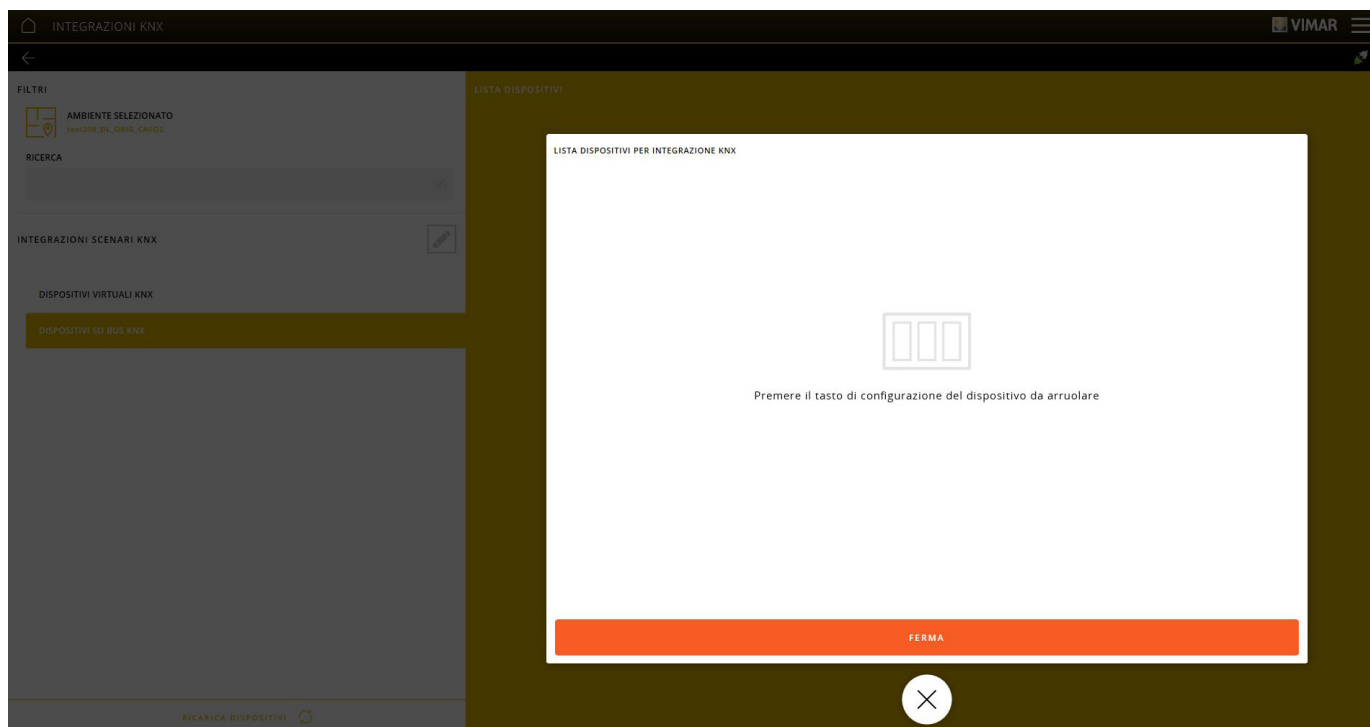 INTEGRAZIONI KNX
VIMAR
FILTRI
AMBIENTE SELEZIONATO
RICERCA
INTEGRAZIONI SCENARI KNX
DISPOSITIVI VIRTUALI KNX
DISPOSITIVI SU BUS KNX
RICARICA DISPOSITIVI
LISTA DISPOSITIVI
LISTA DISPOSITIVI PER INTEGRAZIONE KNX
Premere il tasto di configurazione del dispositivo da arruolare
FERMA